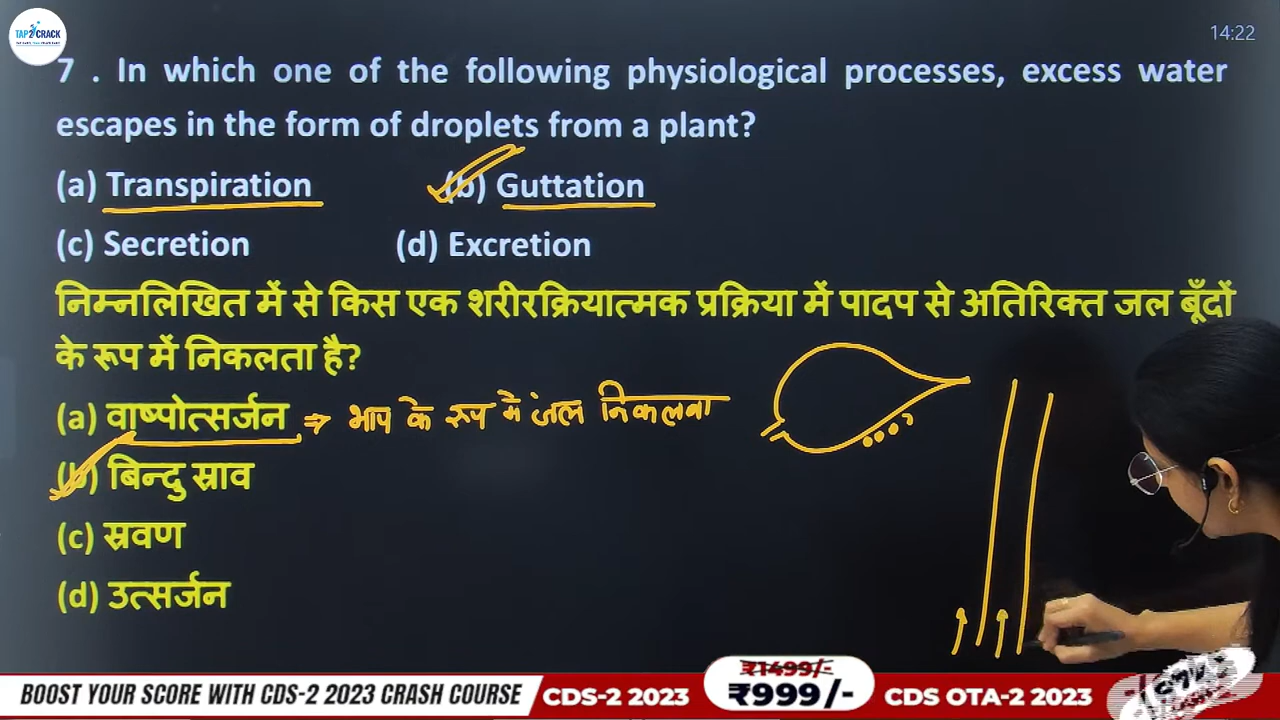 TAP2CRACK
14:22
7 . In which one of the following physiological processes, excess water
escapes in the form of droplets from a plant?
(a) Transpiration (b) Guttation
(c) Secretion (d) Excretion
निम्नलिखित में से किस एक शरीरक्रियात्मक प्रक्रिया में पादप से अतिरिक्त जल बूँदों
के रूप में निकलता है?
(a) वाष्पोत्सर्जन ⇒ भाप के रूप में जल निकलना
(b) बिन्दु स्राव
(c) स्रवण
(d) उत्सर्जन
BOOST YOUR SCORE WITH CDS-2 2023 CRASH COURSE CDS-2 2023 ₹1499/- ₹999/- CDS OTA-2 2023